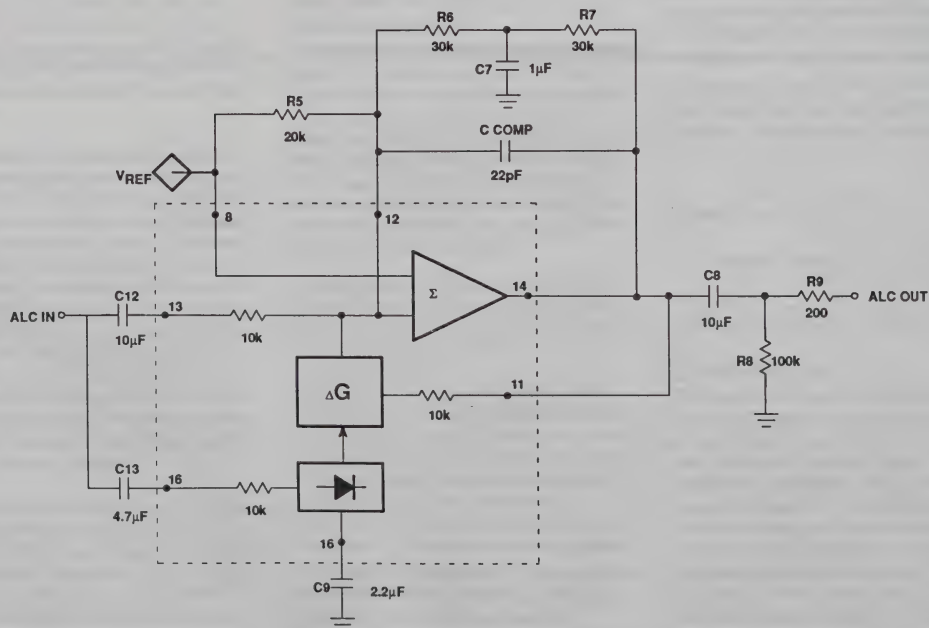 R6
30k
R7
30k
C7
1µF
R5
20k
C COMP
22pF
VREF
8
12
C12
10µF
13
10k
ALC IN
Σ
14
C8
10µF
R9
200
ALC OUT
R8
100k
ΔG
10k
11
C13
4.7µF
16
10k
16
C9
2.2µF